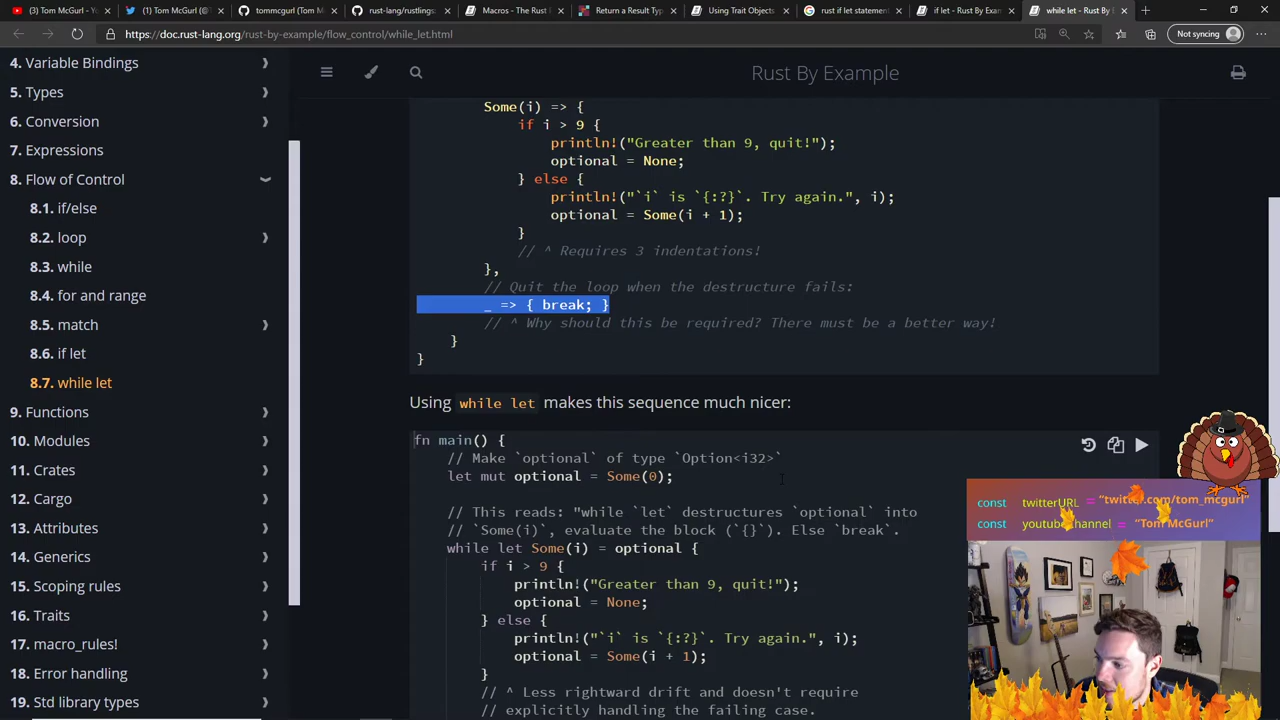 (3) Tom McGurl - You
(1) Tom McGurl (@T
tommcgurl (Tom M
rust-lang/rustlings
Macros - The Rust
Return a Result Typ
Using Trait Objects
rust if let statement
if let - Rust By Exam
while let - Rust By E
Not syncing
https://doc.rust-lang.org/rust-by-example/flow_control/while_let.html
Rust By Example
4. Variable Bindings
5. Types
6. Conversion
7. Expressions
8. Flow of Control
8.1. if/else
8.2. loop
8.3. while
8.4. for and range
8.5. match
8.6. if let
8.7. while let
9. Functions
10. Modules
11. Crates
12. Cargo
13. Attributes
14. Generics
15. Scoping rules
16. Traits
17. macro_rules!
18. Error handling
19. Std library types
Some(i) => {
if i > 9 {
println!("Greater than 9, quit!");
optional = None;
} else {
println!("`i` is `{:?}`. Try again.", i);
optional = Some(i + 1);
}
// ^ Requires 3 indentations!
},
// Quit the loop when the destructure fails:
_ => { break; }
// ^ Why should this be required? There must be a better way!
}
}
Using while let makes this sequence much nicer:
fn main() {
// Make `optional` of type `Option<i32>`
let mut optional = Some(0);
// This reads: "while `let` destructures `optional` into
// `Some(i)`, evaluate the block (`{}`). Else `break`.
while let Some(i) = optional {
if i > 9 {
println!("Greater than 9, quit!");
optional = None;
} else {
println!("`i` is `{:?}`. Try again.", i);
optional = Some(i + 1);
}
// ^ Less rightward drift and doesn't require
// explicitly handling the failing case.
const twitterURL = "twitter.com/tom_mcgurl"
const youtubeChannel = "Tom McGurl"